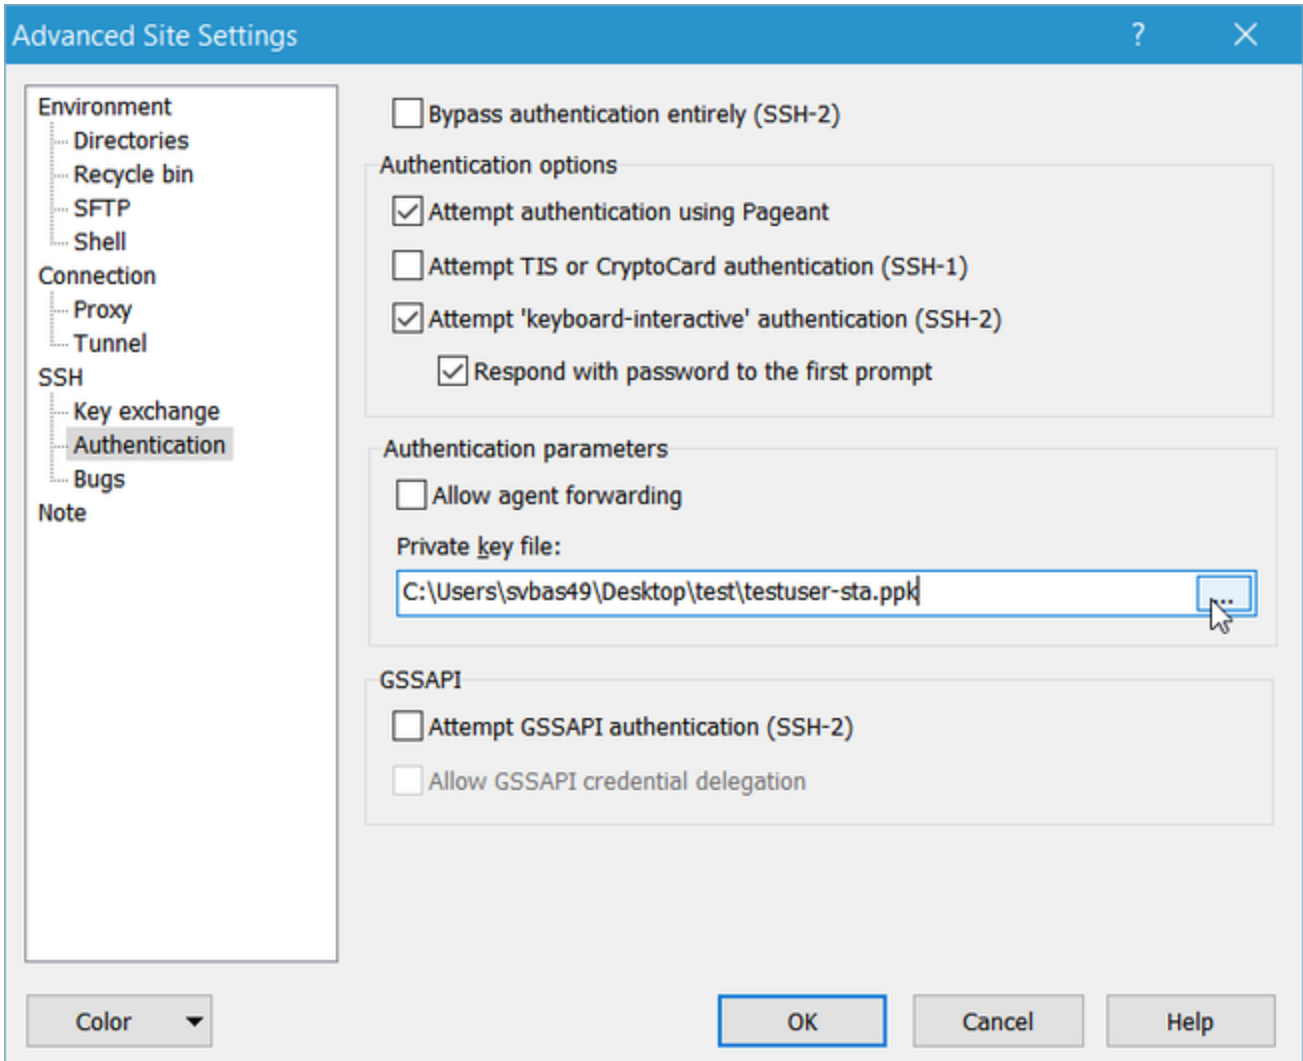 Advanced Site Settings
?
Environment
Directories
Recycle bin
SFTP
Shell
Connection
Proxy
Tunnel
SSH
Key exchange
Authentication
Bugs
Note
Bypass authentication entirely (SSH-2)
Authentication options
Attempt authentication using Pageant
Attempt TIS or CryptoCard authentication (SSH-1)
Attempt 'keyboard-interactive' authentication (SSH-2)
Respond with password to the first prompt
Authentication parameters
Allow agent forwarding
Private key file:
C:\Users\svbas49\Desktop\test\testuser-sta.ppk
...
GSSAPI
Attempt GSSAPI authentication (SSH-2)
Allow GSSAPI credential delegation
Color
OK
Cancel
Help